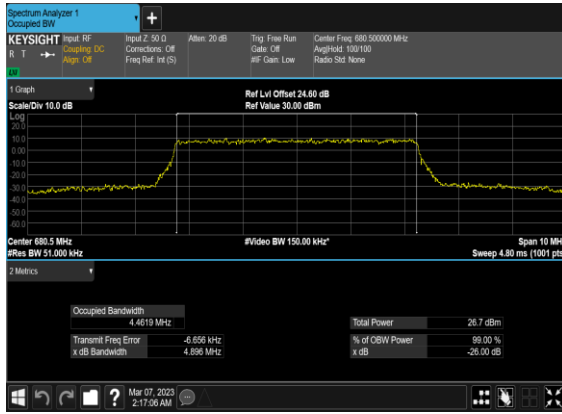 Spectrum Analyzer 1
Occupied BW
+
KEYSIGHT
R T
LXI
Input: RF
Coupling: DC
Align: Off
Input Z: 50 Ω
Corrections: Off
Freq Ref: Int (S)
Atten: 20 dB
Trig: Free Run
Gate: Off
#IF Gain: Low
Center Freq: 680.500000 MHz
Avg|Hold: 100/100
Radio Std: None
1 Graph
Scale/Div 10.0 dB
Ref Lvl Offset 24.60 dB
Ref Value 30.00 dBm
Log
20.0
10.0
0.00
-10.0
-20.0
-30.0
-40.0
-50.0
-60.0
Center 680.5 MHz
#Video BW 150.00 kHz*
Span 10 MH
#Res BW 51.000 kHz
Sweep 4.80 ms (1001 pts
2 Metrics
Occupied Bandwidth
4.4619 MHz
Total Power 26.7 dBm
Transmit Freq Error -6.656 kHz
% of OBW Power 99.00 %
x dB Bandwidth 4.896 MHz
x dB -26.00 dB
?
Mar 07, 2023
2:17:06 AM